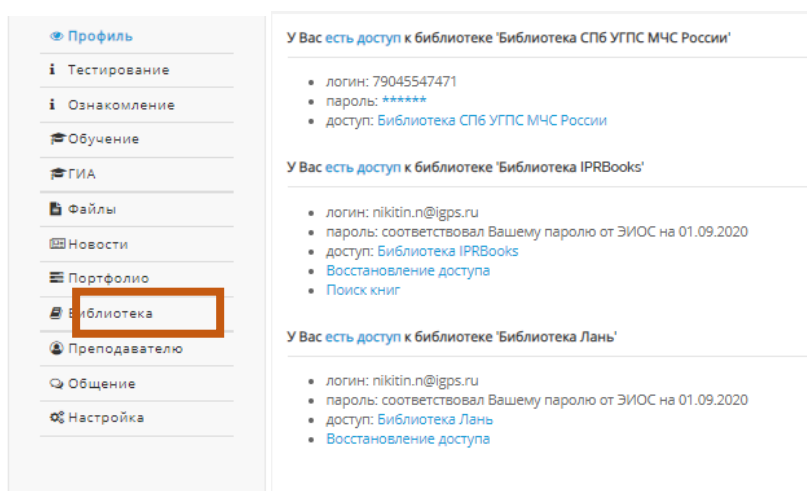 Профиль
Тестирование
Ознакомление
Обучение
ГИА
Файлы
Новости
Портфолио
Библиотека
Преподавателю
Общение
Настройка
У Вас есть доступ к библиотеке 'Библиотека СПб УГПС МЧС России'
логин: 79045547471
пароль: ******
доступ: Библиотека СПб УГПС МЧС России
У Вас есть доступ к библиотеке 'Библиотека IPRBooks'
логин: nikitin.n@igps.ru
пароль: соответствовал Вашему паролю от ЭИОС на 01.09.2020
доступ: Библиотека IPRBooks
Восстановление доступа
Поиск книг
У Вас есть доступ к библиотеке 'Библиотека Лань'
логин: nikitin.n@igps.ru
пароль: соответствовал Вашему паролю от ЭИОС на 01.09.2020
доступ: Библиотека Лань
Восстановление доступа